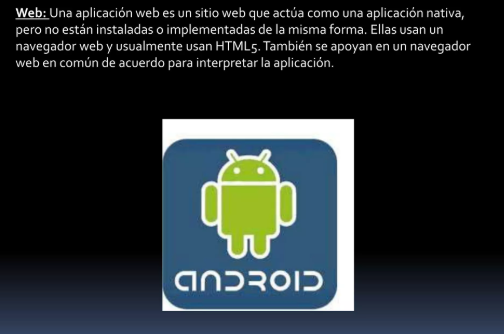 Web: Una aplicación web es un sitio web que actúa como una aplicación nativa,
pero no están instaladas o implementadas de la misma forma. Ellas usan un
navegador web y usualmente usan HTML5. También se apoyan en un navegador
web en común de acuerdo para interpretar la aplicación.
ANDROID